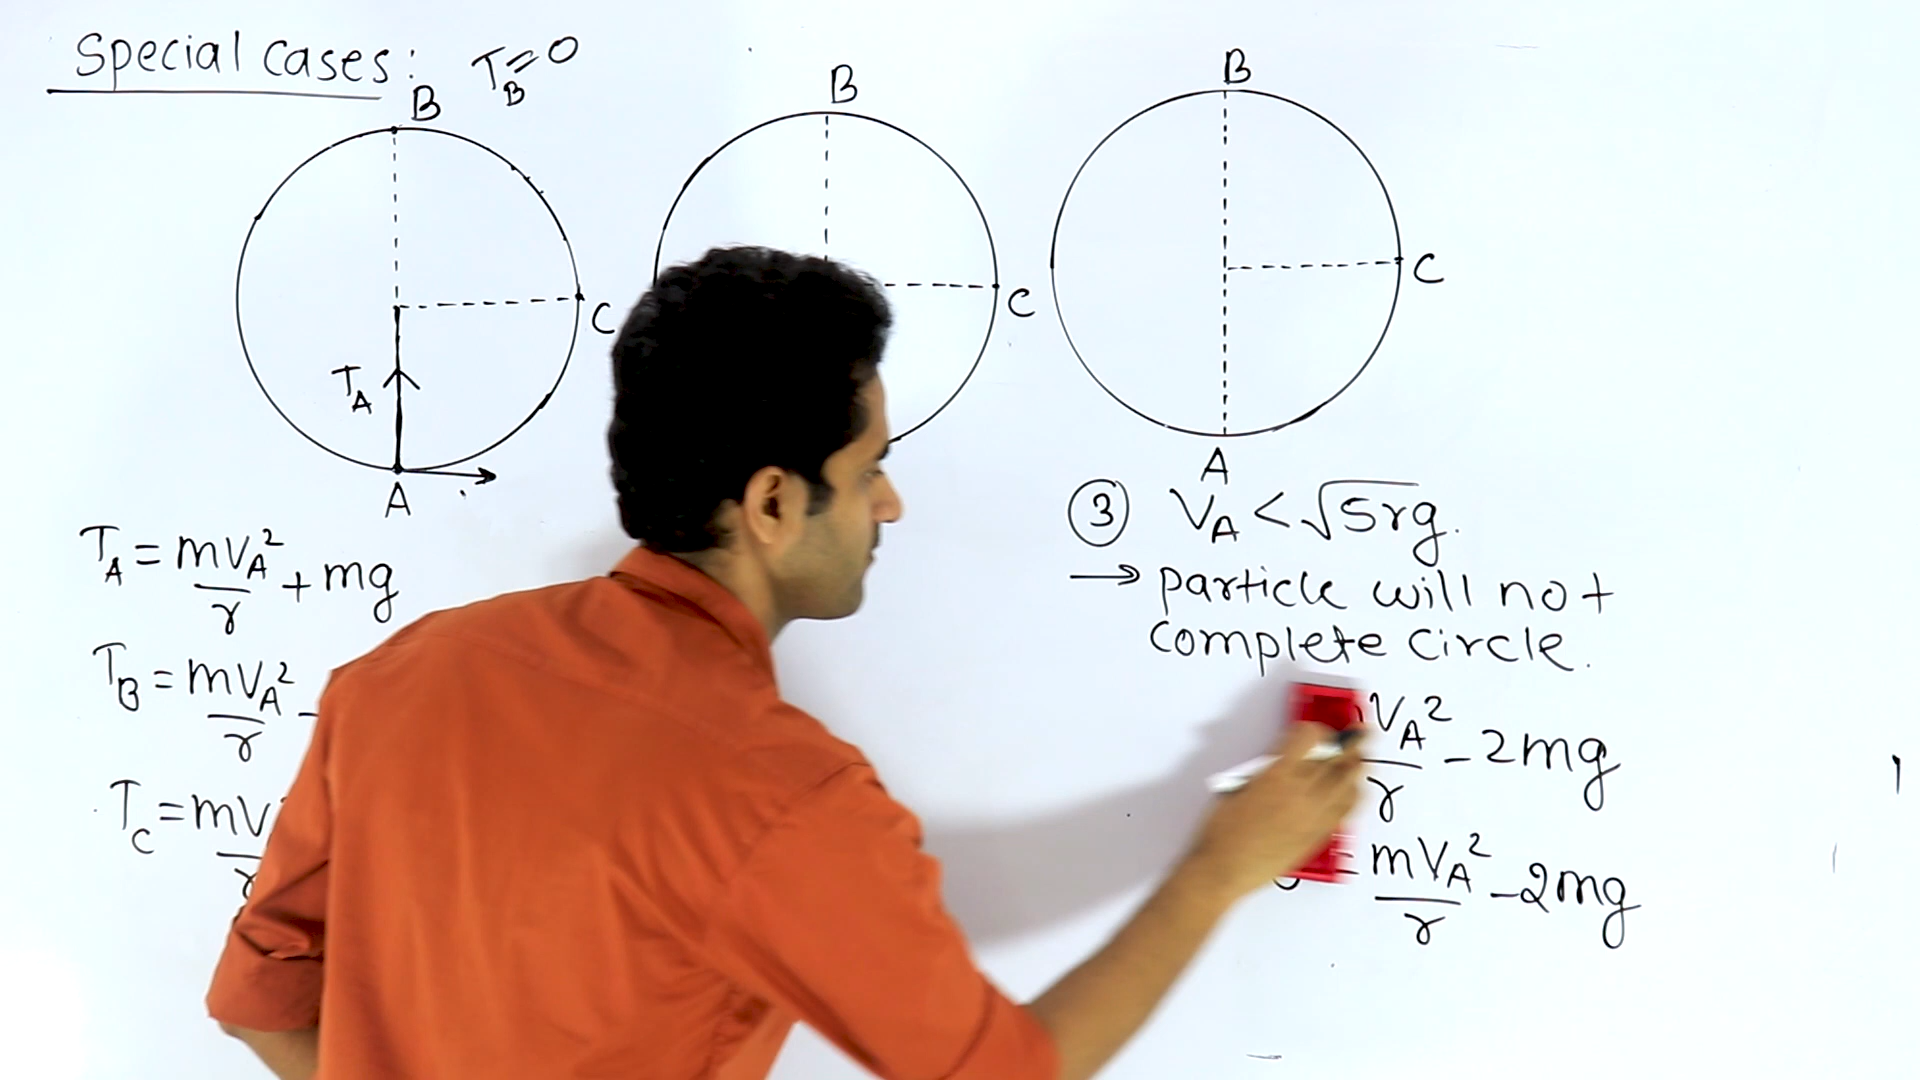 Special cases:
T_B = 0
B
C
T_A
A
T_A = mV_A²/r + mg
T_B = mV_A²/r −
T_C = mV
B
C
B
C
A
③ V_A < √5rg.
→ particle will not
complete circle.
V_A²/r − 2mg
= mV_A²/r − 2mg